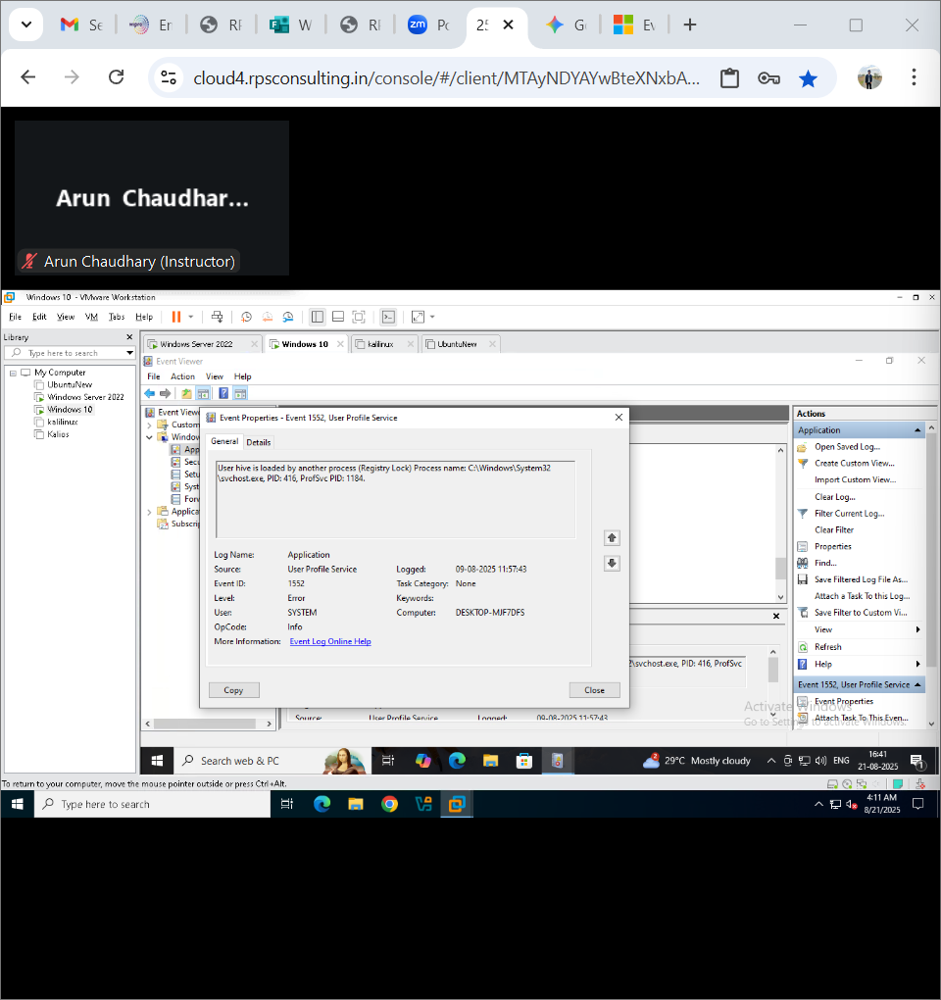 Se
Er
RF
W
RI
zm
Po
25
G
Ev
cloud4.rpsconsulting.in/console/#/client/MTAyNDYAYwBteXNxbA...
Arun Chaudhar...
Arun Chaudhary (Instructor)
Windows 10 - VMware Workstation
File Edit View VM Tabs Help
Library
Type here to search
My Computer
UbuntuNew
Windows Server 2022
Windows 10
kalilinux
Kalios
Windows Server 2022
Windows 10
kalilinux
UbuntuNew
Event Viewer
File Action View Help
Event Viewe
Custom
Window
App
Secu
Setu
Syst
Forw
Applica
Subscrip
Event Properties - Event 1552, User Profile Service
General Details
User hive is loaded by another process (Registry Lock) Process name: C:\Windows\System32
\svchost.exe, PID: 416, ProfSvc PID: 1184.
Log Name: Application
Source: User Profile Service Logged: 09-08-2025 11:57:43
Event ID: 1552 Task Category: None
Level: Error Keywords:
User: SYSTEM Computer: DESKTOP-MJF7DFS
OpCode: Info
More Information: Event Log Online Help
Copy Close
2\svchost.exe, PID: 416, ProfSvc
Source: User Profile Service Logged: 09-08-2025 11:57:43
Actions
Application
Open Saved Log...
Create Custom View...
Import Custom View...
Clear Log...
Filter Current Log...
Clear Filter
Properties
Find...
Save Filtered Log File As...
Attach a Task To this Log...
Save Filter to Custom Vi...
View
Refresh
Help
Event 1552, User Profile Service
Event Properties
Attach Task To This Even...
Activate Windows
Go to Settings to activate Windows.
Search web & PC
2
29°C Mostly cloudy
ENG
16:41
21-08-2025
1
To return to your computer, move the mouse pointer outside or press Ctrl+Alt.
Type here to search
4:11 AM
8/21/2025